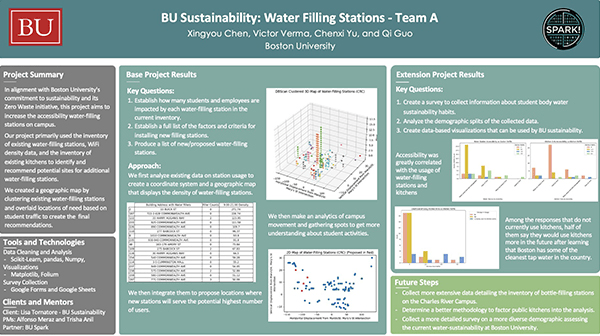 BU
BU Sustainability: Water Filling Stations - Team A
Xingyou Chen, Victor Verma, Chenxi Yu, and Qi Guo
Boston University
SPARK!
Project Summary
In alignment with Boston University's
commitment to sustainability and its
Zero Waste initiative, this project aims to
increase the accessibility water-filling
stations on campus.
Our project primarily used the inventory
of existing water-filling stations, WiFi
density data, and the inventory of
existing kitchens to identify and
recommend potential sites for additional
water-filling stations.
We created a geographic map by
clustering existing water-filling stations
and overlaid locations of need based on
student traffic to create the final
recommendations.
Tools and Technologies
Data Cleaning and Analysis
- Scikit-Learn, pandas, Numpy,
Visualizations
- Matplotlib, Folium
Survey Collection
- Google Forms and Google Sheets
Clients and Mentors
Client: Lisa Tornatore - BU Sustainability
PMs: Alfonso Meraz and Trisha Anil
Partner: BU Spark
Base Project Results
Key Questions:
1. Establish how many students and employees are
impacted by each water-filling station in the
current inventory.
2. Establish a full list of the factors and criteria for
installing new filling stations.
3. Produce a list of new/proposed water-filling
stations.
Approach:
We first analyze existing data on station usage to
create a coordinate system and a geographic map
that displays the density of water-filling stations.
We then integrate them to propose locations where
new stations will serve the potential highest number
of users.
DBScan Clustered 3D Map of Water-Filling Stations (CRC)
We then make an analytics of campus
movement and gathering spots to get more
understanding about student activities.
2D Map of Water-Filling Stations (CRC) (Proposed in Red)
Extension Project Results
Key Questions:
1. Create a survey to collect information about student body water
sustainability habits.
2. Analyze the demographic splits of the collected data.
3. Create data-based visualizations that can be used by BU sustainability.
Accessibility was
greatly correlated
with the usage of
water-filling
stations and
kitchens
Among the responses that do not
currently use kitchens, half of
them say they would use kitchens
more in the future after learning
that Boston has some of the
cleanest tap water in the country.
Future Steps
- Collect more extensive data detailing the inventory of bottle-filling stations
on the Charles River Campus.
- Determine a better methodology to factor public kitchens into the analysis.
- Collect a more detailed survey on a more diverse demographic assessing
the current water-sustainability at Boston University.